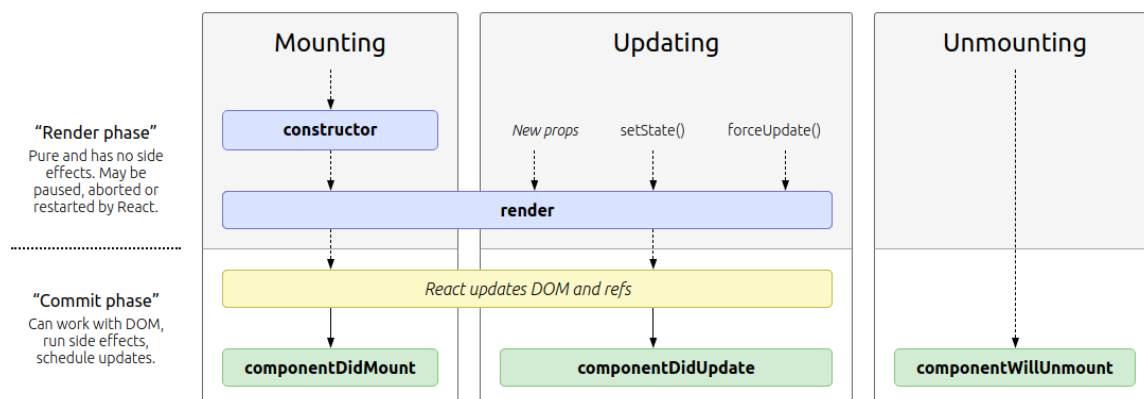 Mounting
Updating
Unmounting
“Render phase”
Pure and has no side
effects. May be
paused, aborted or
restarted by React.
constructor
New props
setState()
forceUpdate()
render
“Commit phase”
Can work with DOM,
run side effects,
schedule updates.
React updates DOM and refs
componentDidMount
componentDidUpdate
componentWillUnmount